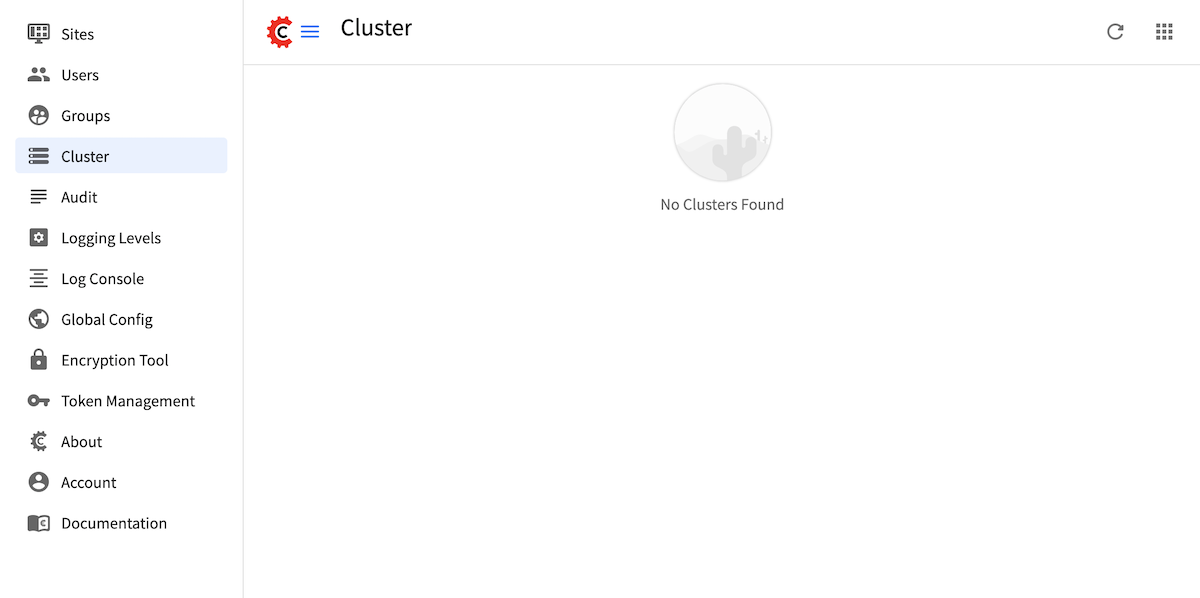 Sites
Users
Groups
Cluster
Audit
Logging Levels
Log Console
Global Config
Encryption Tool
Token Management
About
Account
Documentation
C
Cluster
No Clusters Found